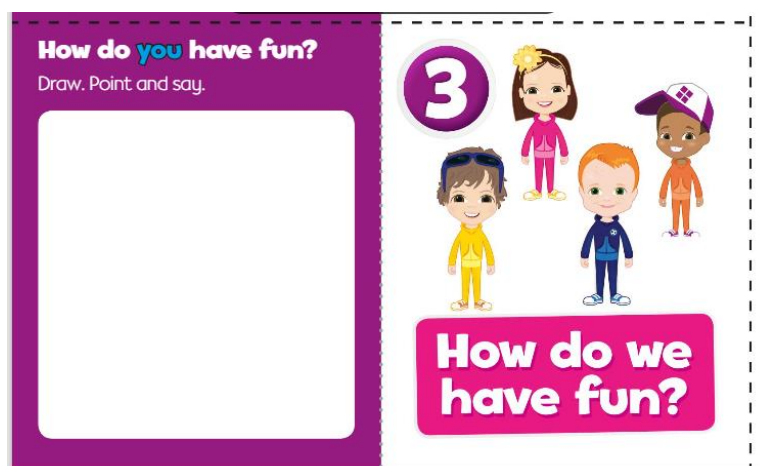 How do you have fun?
Draw. Point and say.
3
How do we
have fun?